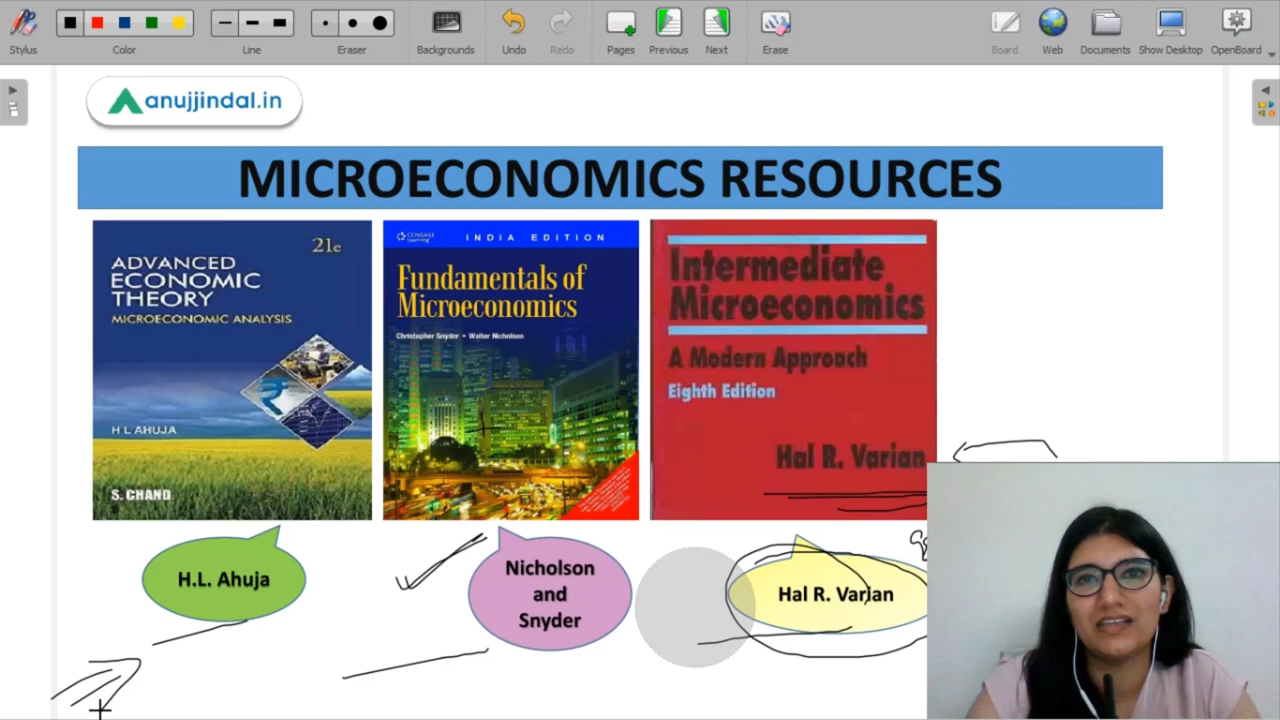 Stylus
Color
Line
Eraser
Backgrounds
Undo
Redo
Pages
Previous
Next
Erase
Board
Web
Documents
Show Desktop
OpenBoard
anujjindal.in
MICROECONOMICS RESOURCES
21e
ADVANCED
ECONOMIC
THEORY
MICROECONOMIC ANALYSIS
H L AHUJA
S. CHAND
CENGAGE
Learning
INDIA EDITION
Fundamentals of
Microeconomics
Christopher Snyder • Walter Nicholson
Intermediate
Microeconomics
A Modern Approach
Eighth Edition
Hal R. Varian
H.L. Ahuja
Nicholson
and
Snyder
Hal R. Varian